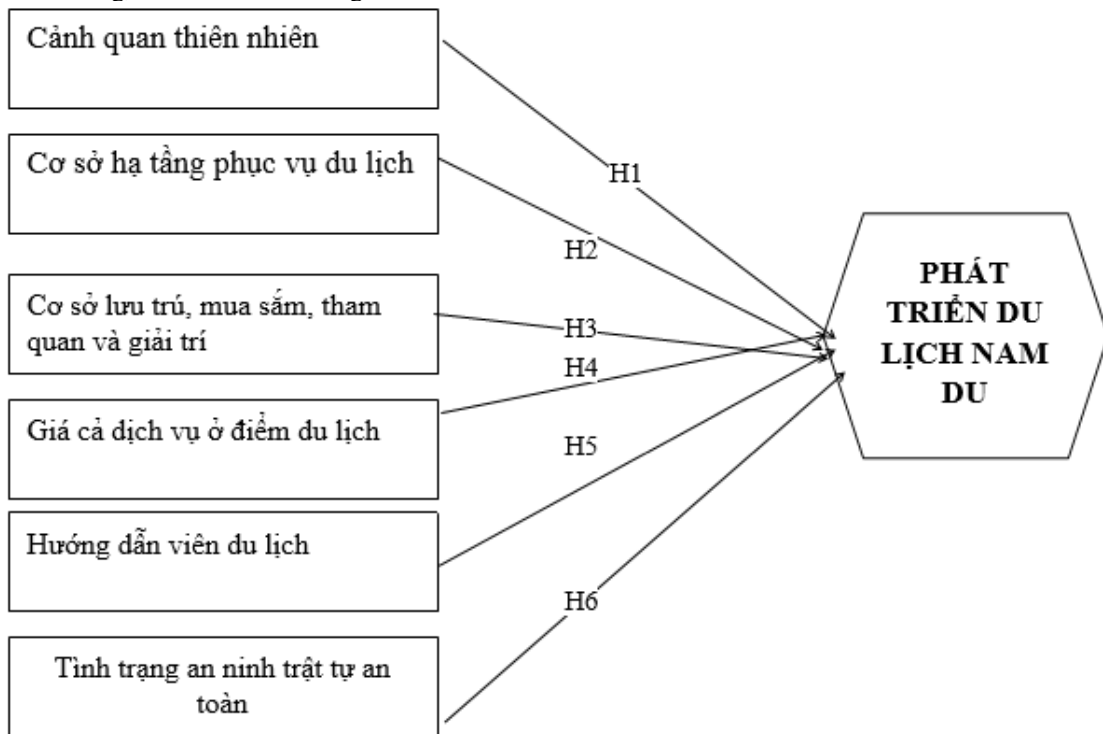 Cảnh quan thiên nhiên
Cơ sở hạ tầng phục vụ du lịch
Cơ sở lưu trú, mua sắm, tham
quan và giải trí
Giá cả dịch vụ ở điểm du lịch
Hướng dẫn viên du lịch
Tình trạng an ninh trật tự an
toàn
H1
H2
H3
H4
H5
H6
PHÁT
TRIỂN DU
LỊCH NAM
DU